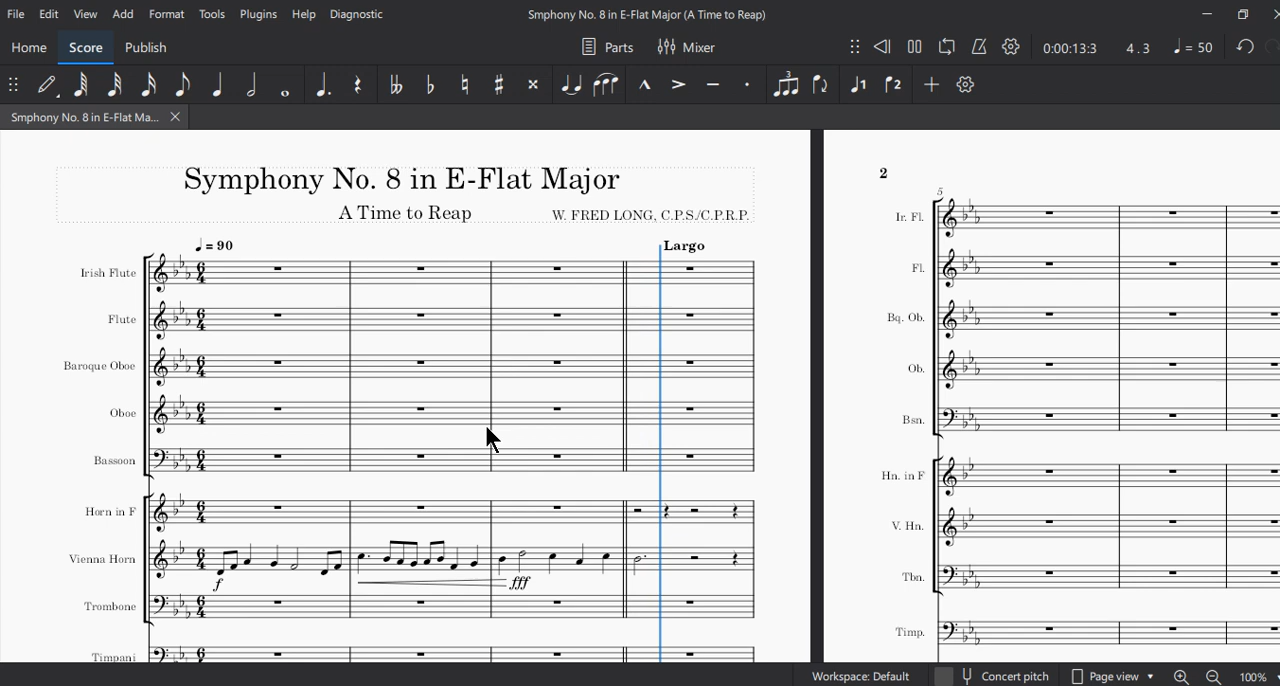 File Edit View Add Format Tools Plugins Help Diagnostic Smphony No. 8 in E-Flat Major (A Time to Reap)
Home Score Publish Parts Mixer 0:00:13:3 4 . 3 = 50
Smphony No. 8 in E-Flat Ma...
Symphony No. 8 in E-Flat Major
A Time to Reap W. FRED LONG, C.P.S./C.P.R.P.
= 90 Largo
Irish Flute
Flute
Baroque Oboe
Oboe
Bassoon
Horn in F
Vienna Horn
f fff
Trombone
Timpani
2
5
Ir. Fl.
Fl.
Bq. Ob.
Ob.
Bsn.
Hn. in F
V. Hn.
Tbn.
Timp.
Workspace: Default Concert pitch Page view 100%